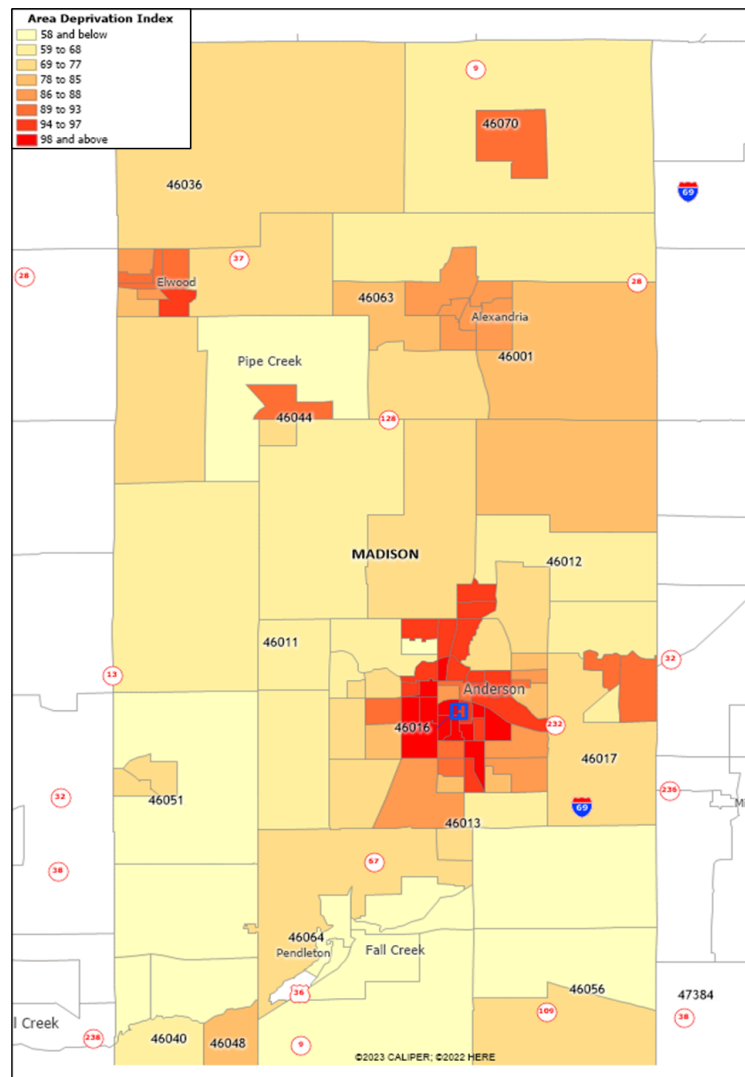 Area Deprivation Index
58 and below
59 to 68
69 to 77
78 to 85
86 to 88
89 to 93
94 to 97
98 and above
9
46070
46036
69
37
28
Elwood
28
46063
Alexandria
46001
Pipe Creek
46044
128
MADISON
46012
46011
32
13
Anderson
46016
H
232
46017
46051
32
236
69
46013
67
38
46064
Pendleton
Fall Creek
36
46056
47384
109
38
l Creek
238
46040
46048
9
©2023 CALIPER; ©2022 HERE